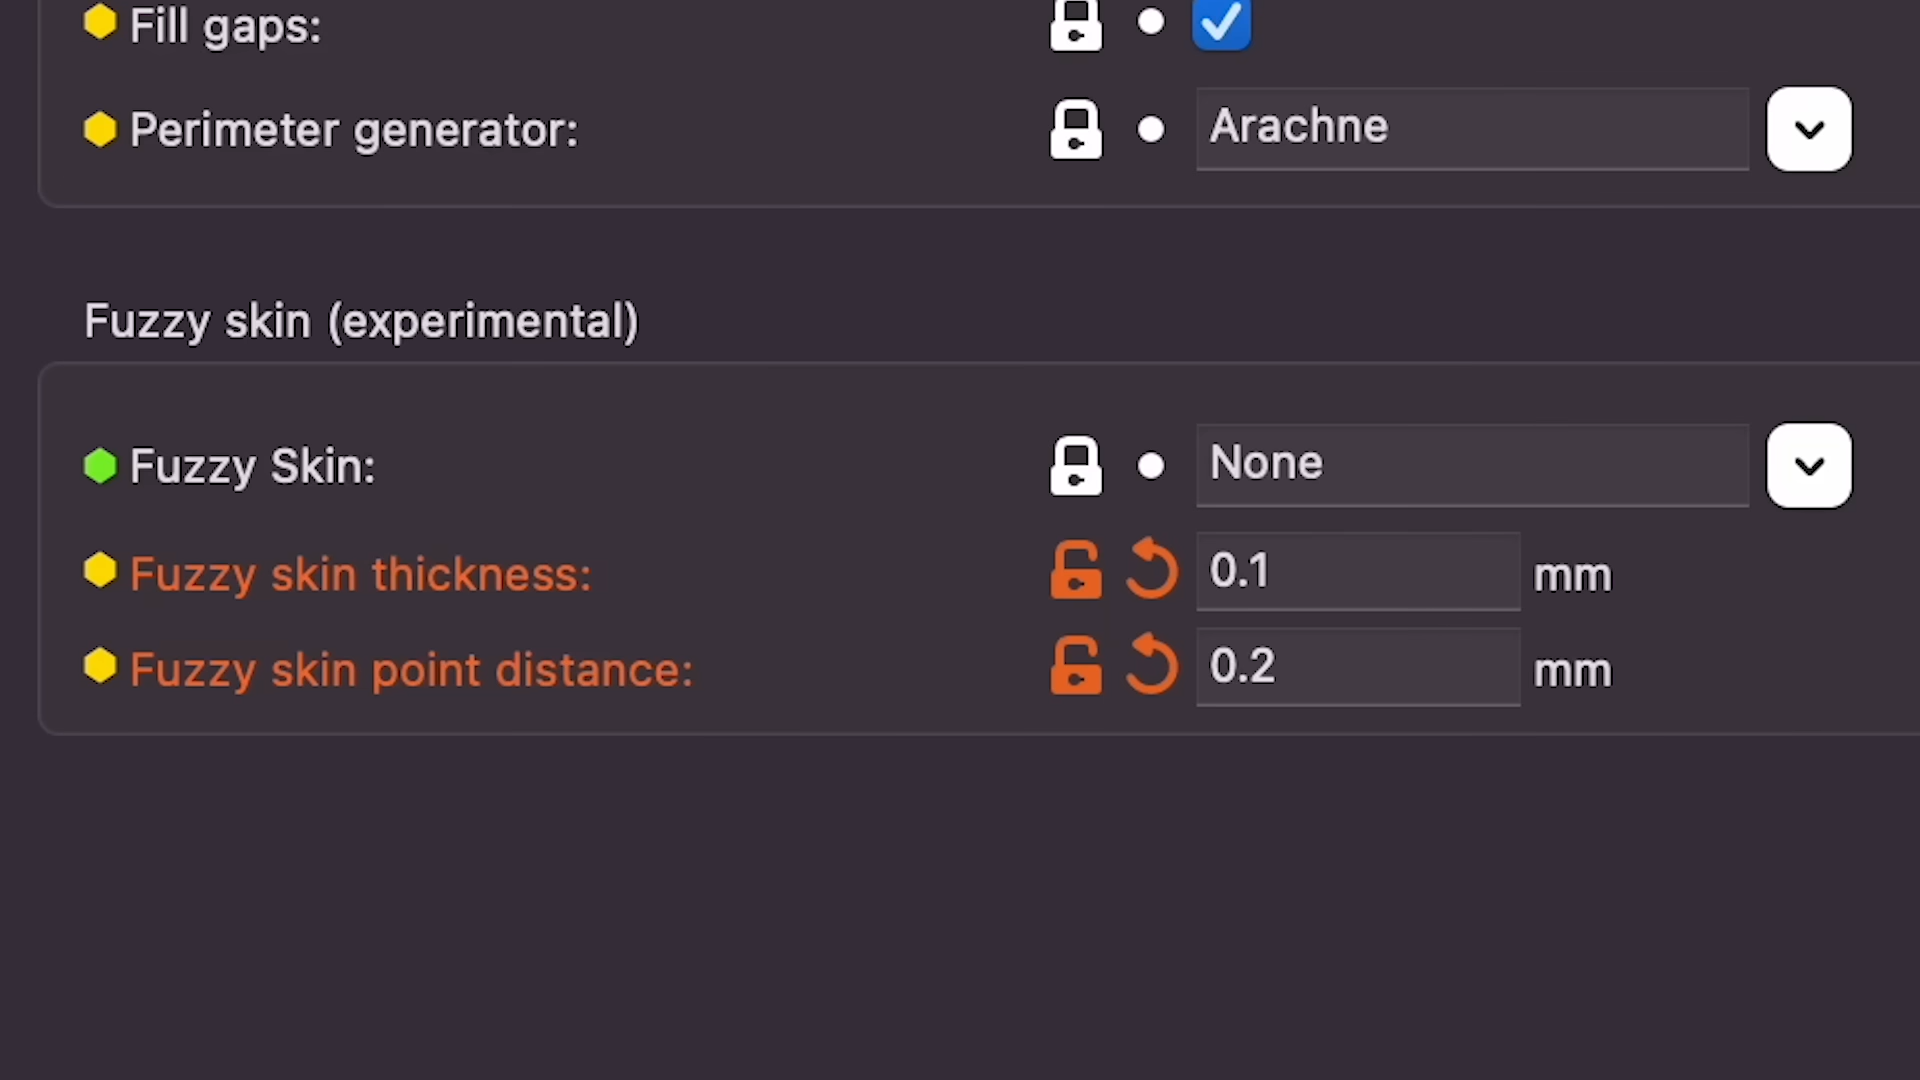 Fill gaps:
Perimeter generator: Arachne
Fuzzy skin (experimental)
Fuzzy Skin: None
Fuzzy skin thickness: 0.1 mm
Fuzzy skin point distance: 0.2 mm